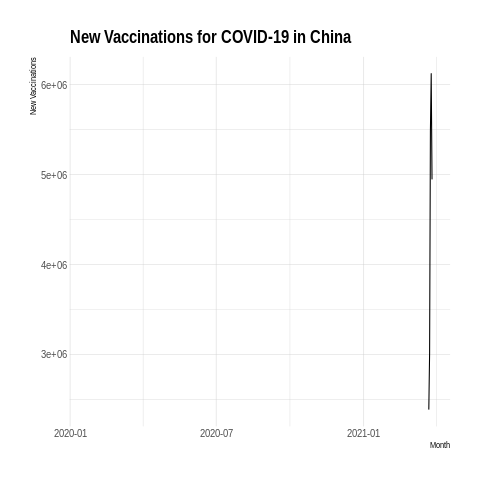 New Vaccinations for COVID-19 in China
New Vaccinations
6e+06
5e+06
4e+06
3e+06
2020-01 2020-07 2021-01
Month